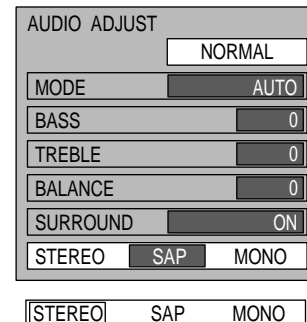 AUDIO ADJUST
NORMAL
MODE AUTO
BASS 0
TREBLE 0
BALANCE 0
SURROUND ON
STEREO SAP MONO
STEREO SAP MONO